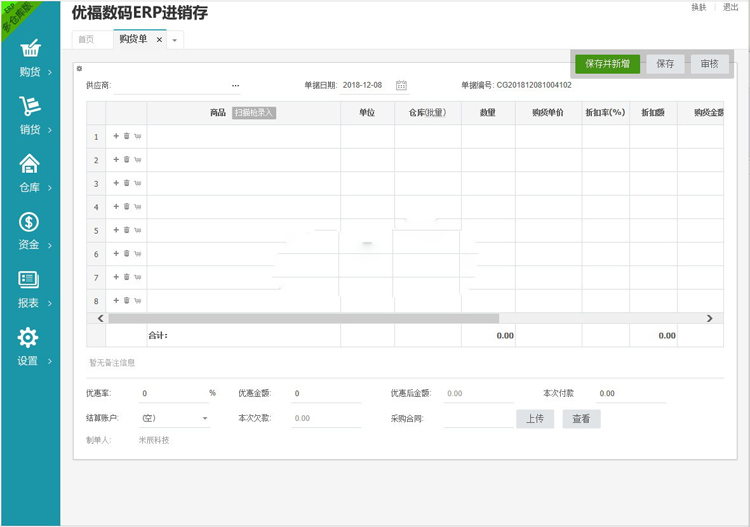 ERP
多仓库版
优福数码ERP进销存
换肤 退出
首页 购货单
保存并新增 保存 审核
供应商: 单据日期: 2018-12-08 单据编号: CG201812081004102
商品 扫描枪录入 单位 仓库(批量) 数量 购货单价 折扣率(%) 折扣额 购货金额
1
2
3
4
5
6
7
8
合计: 0.00 0.00
暂无备注信息
优惠率: 0 % 优惠金额: 0 优惠后金额: 0.00 本次付款 0.00
结算账户: (空) 本次欠款: 0.00 采购合同: 上传 查看
制单人: 米辰科技
购货
销货
仓库
资金
报表
设置